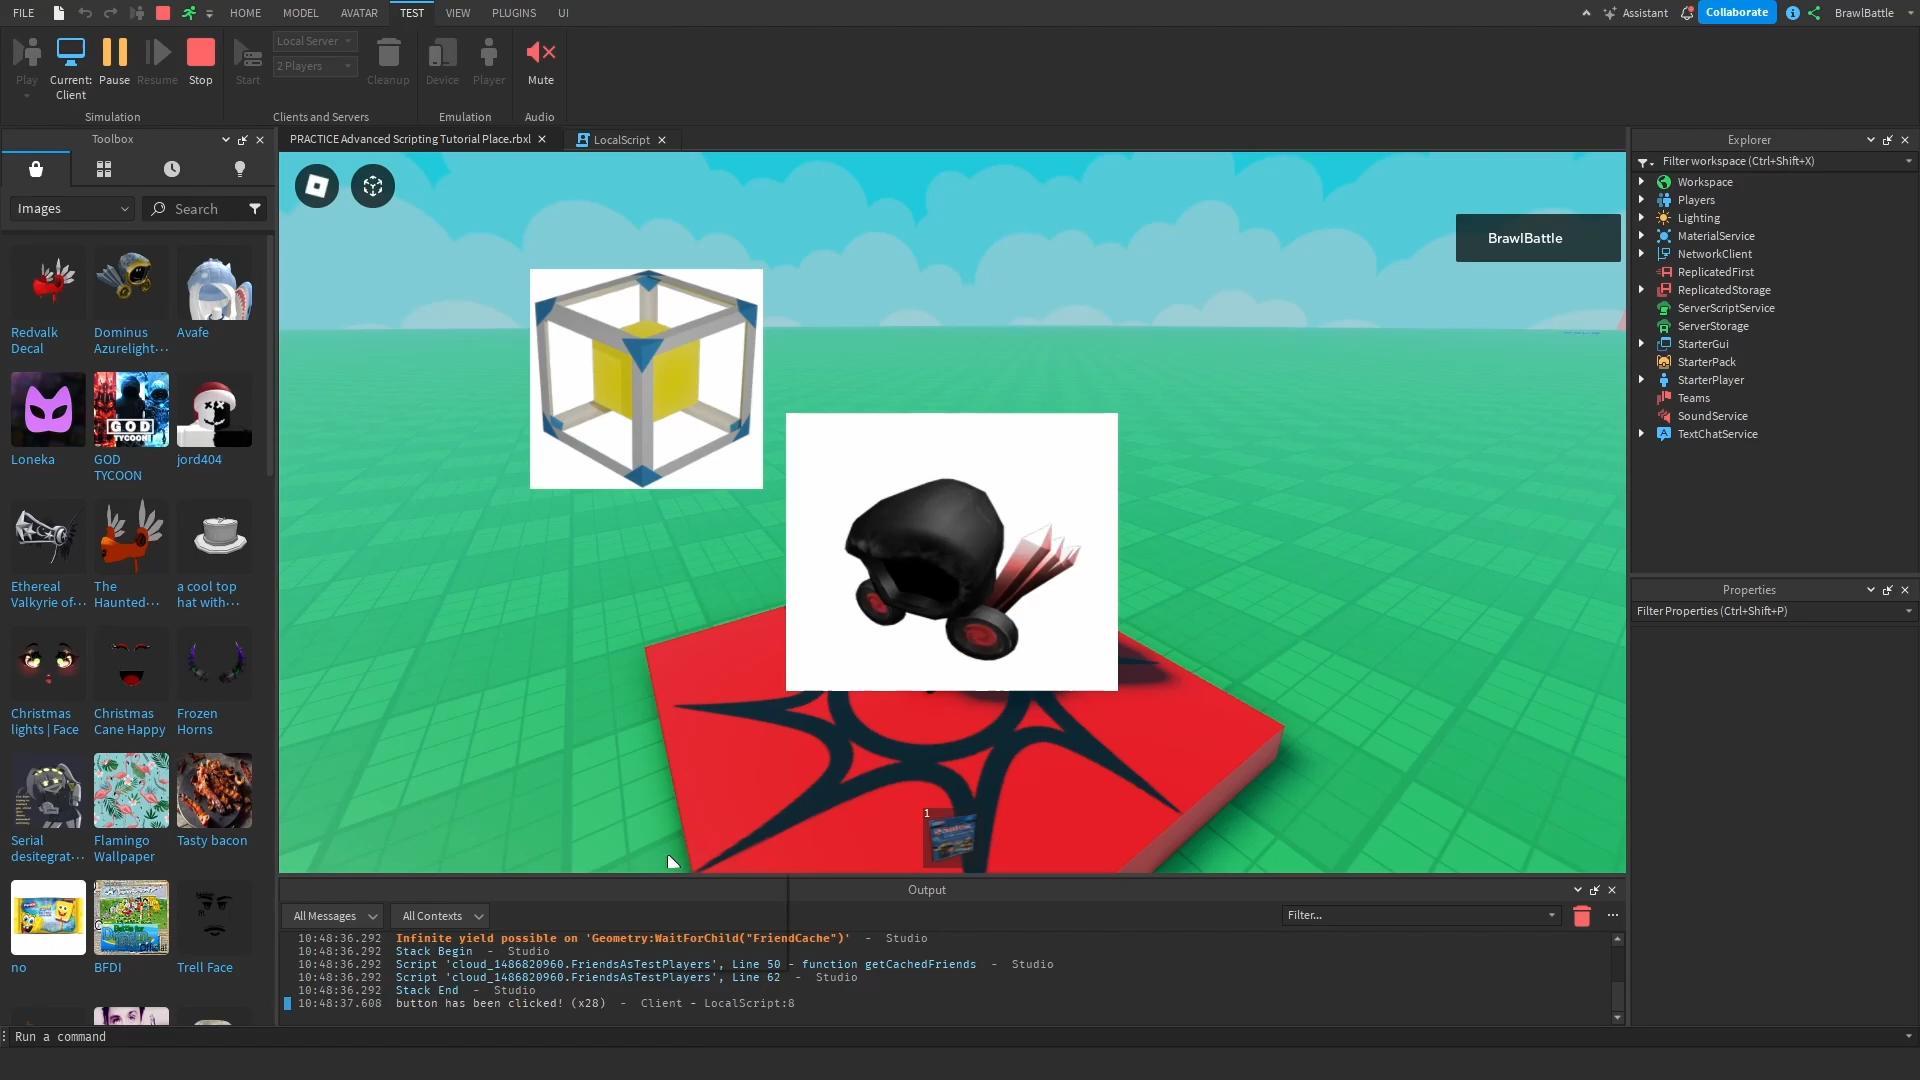 FILE
HOME
MODEL
AVATAR
TEST
VIEW
PLUGINS
UI
Assistant
Collaborate
BrawlBattle
Play
Current:
Client
Pause
Resume
Stop
Start
Local Server
2 Players
Cleanup
Device
Player
Mute
Simulation
Clients and Servers
Emulation
Audio
Toolbox
PRACTICE Advanced Scripting Tutorial Place.rbxl
LocalScript
Explorer
Filter workspace (Ctrl+Shift+X)
Images
Search
Redvalk
Decal
Dominus
Azurelight...
Avafe
Loneka
GOD
TYCOON
GOD
TYCOON
jord404
Ethereal
Valkyrie of...
The
Haunted...
a cool top
hat with...
Christmas
lights | Face
Christmas
Cane Happy
Frozen
Horns
Serial
desitegrat...
Flamingo
Wallpaper
Tasty bacon
no
BFDI
Trell Face
BrawlBattle
1
Workspace
Players
Lighting
MaterialService
NetworkClient
ReplicatedFirst
ReplicatedStorage
ServerScriptService
ServerStorage
StarterGui
StarterPack
StarterPlayer
Teams
SoundService
TextChatService
Properties
Filter Properties (Ctrl+Shift+P)
Output
All Messages
All Contexts
Filter...
10:48:36.292 Infinite yield possible on 'Geometry:WaitForChild("FriendCache")' - Studio
10:48:36.292 Stack Begin - Studio
10:48:36.292 Script 'cloud_1486820960.FriendsAsTestPlayers', Line 50 - function getCachedFriends - Studio
10:48:36.292 Script 'cloud_1486820960.FriendsAsTestPlayers', Line 62 - Studio
10:48:36.292 Stack End - Studio
10:48:37.608 button has been clicked! (x28) - Client - LocalScript:8
Run a command